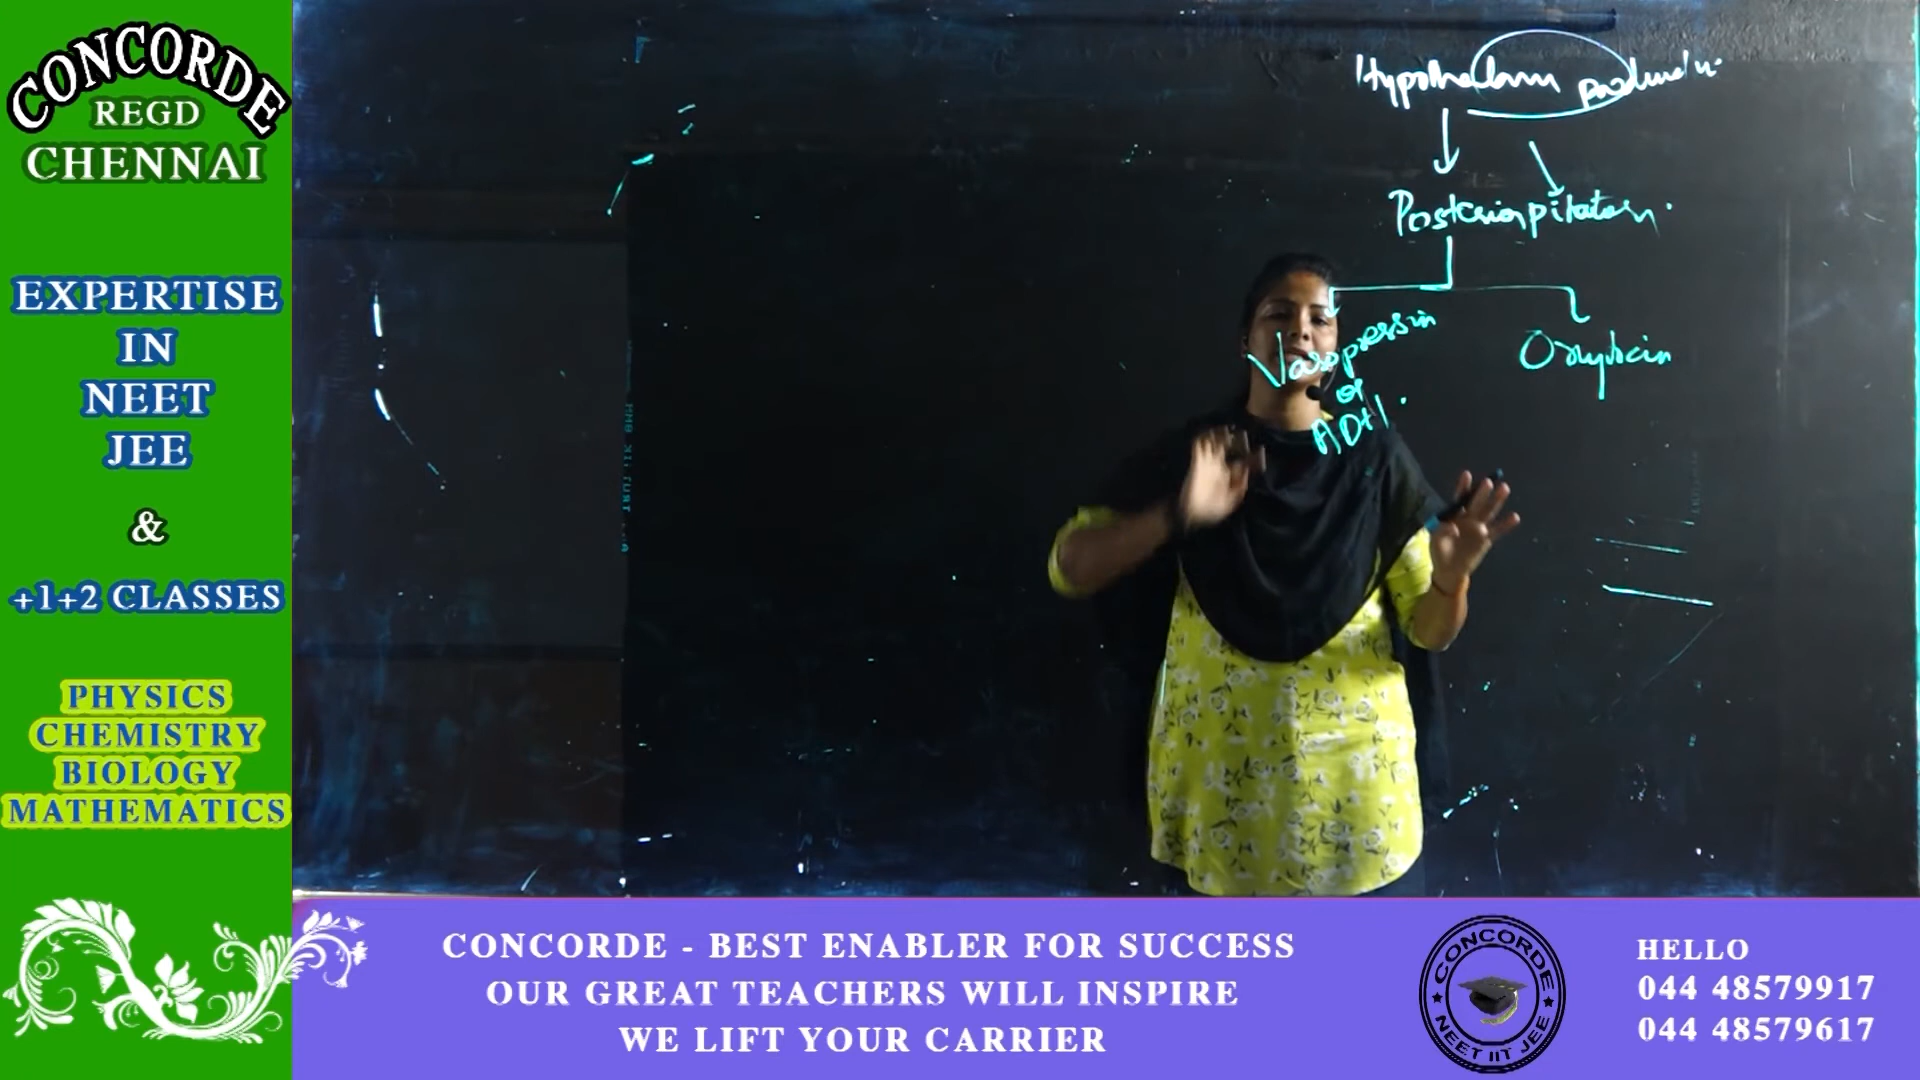 CONCORDE
REGD
CHENNAI
EXPERTISE
IN
NEET
JEE
&
+1+2 CLASSES
PHYSICS
CHEMISTRY
BIOLOGY
MATHEMATICS
Posterior pituitary
Vasopressin
or
ADH.
Oxytocin
CONCORDE - BEST ENABLER FOR SUCCESS
OUR GREAT TEACHERS WILL INSPIRE
WE LIFT YOUR CARRIER
CONCORDE
NEET IIT JEE
HELLO
044 48579917
044 48579617